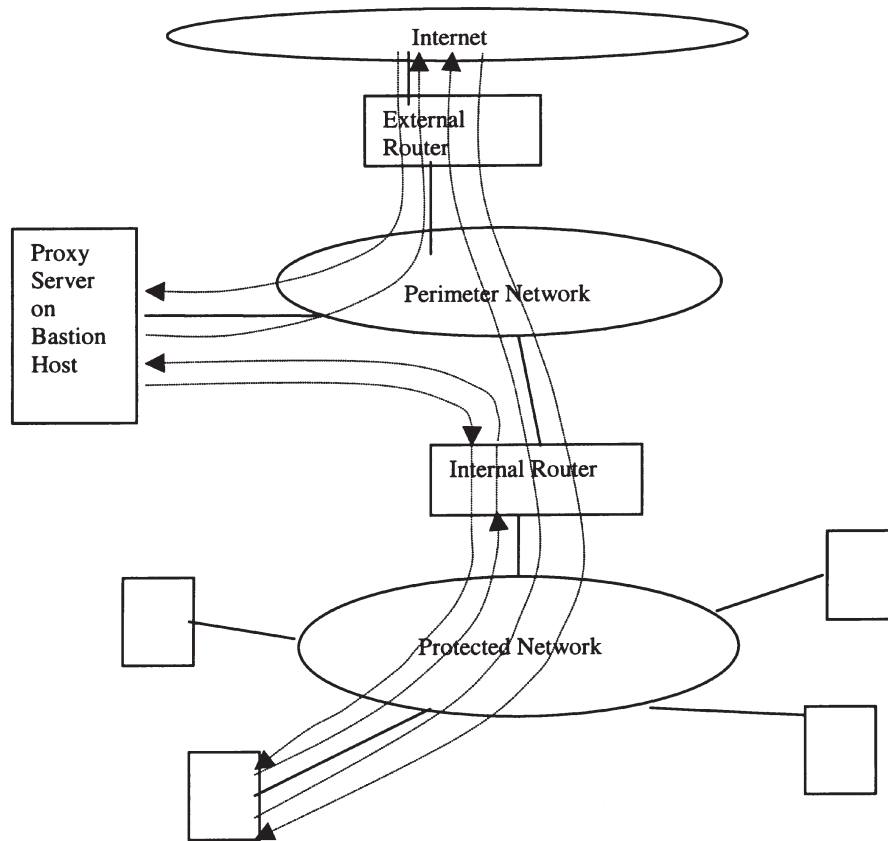 Internet
External
Router
Proxy
Server
on
Bastion
Host
Perimeter Network
Internal Router
Protected Network